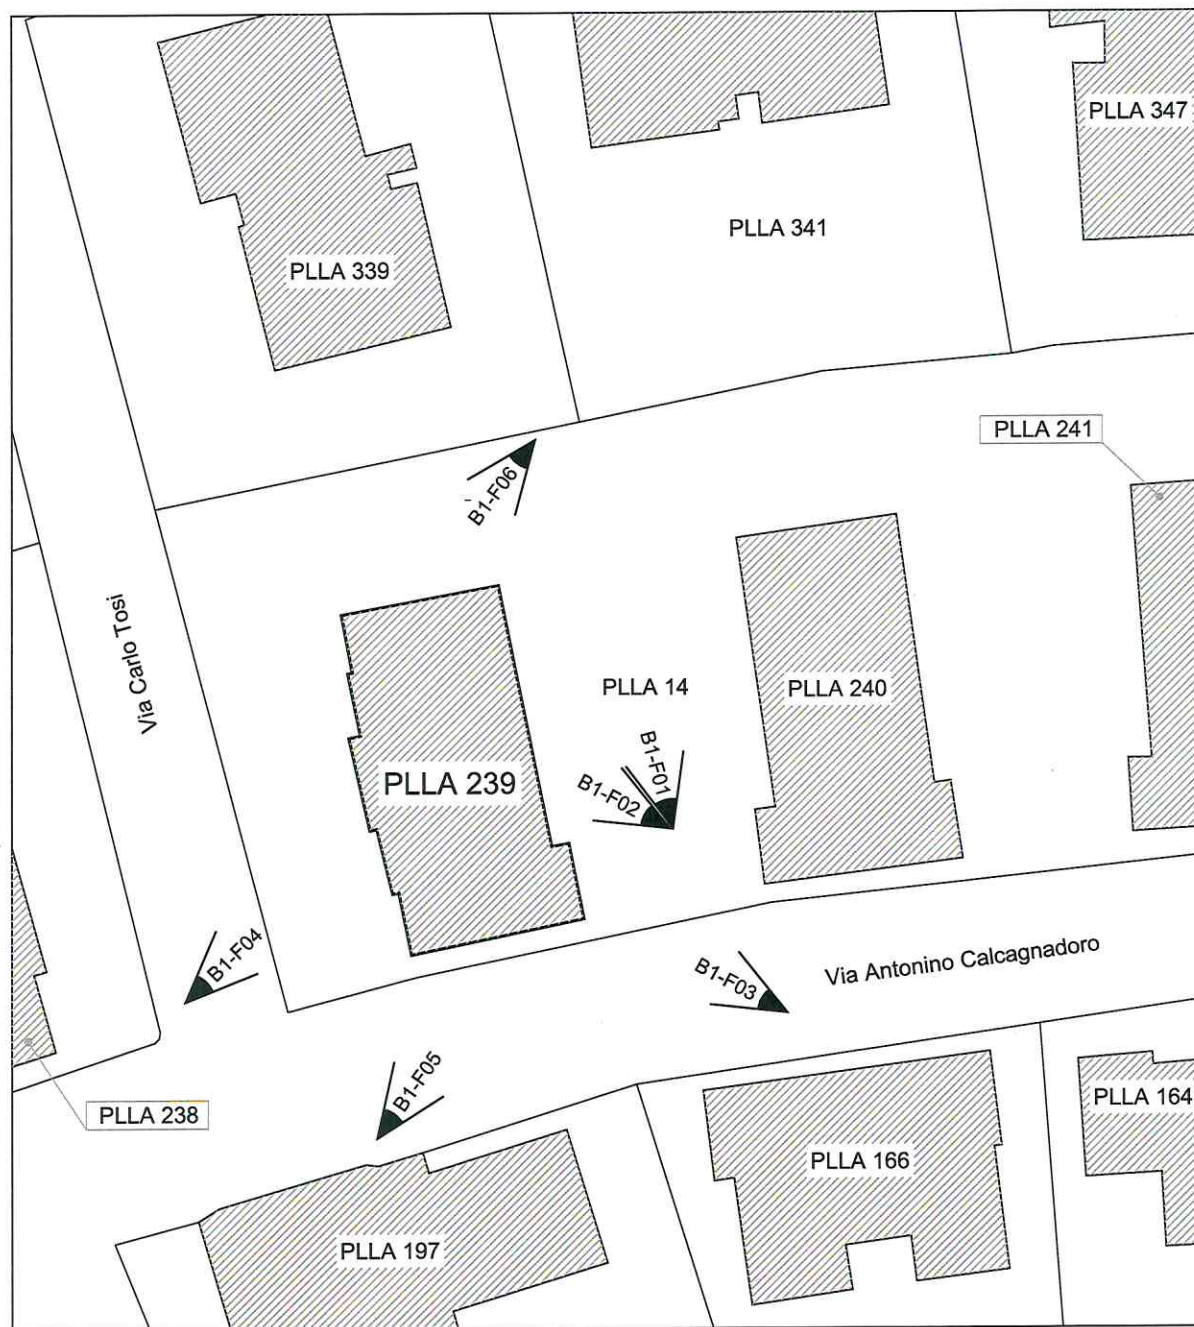 PLLA 347
PLLA 341
PLLA 339
PLLA 241
B1-F06
Via Carlo Tosi
PLLA 14
PLLA 240
PLLA 239
B1-F01
B1-F02
B1-F04
B1-F03
Via Antonino Calcagnadoro
B1-F05
PLLA 238
PLLA 164
PLLA 166
PLLA 197